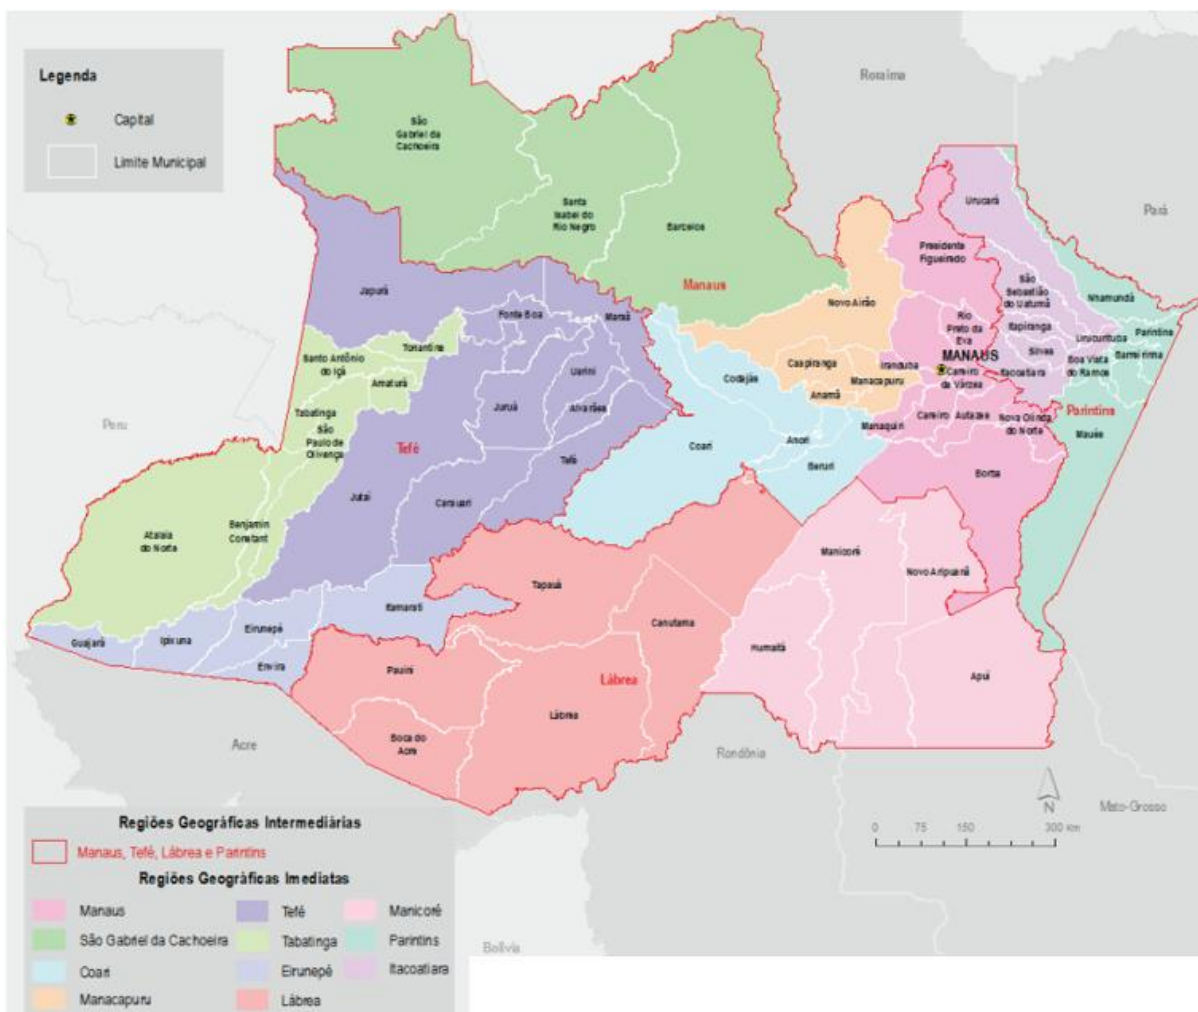 Legenda
Capital
Limite Municipal
Roraima
Pará
Peru
Acre
Rondônia
Mato-Grosso
Bolívia
São
Gabriel da
Cachoeira
Santa
Isabel do
Rio Negro
Barcelos
Manaus
Urucará
Presidente
Figueiredo
São
Sebastião
do Uatumã
Nhamundá
Novo Airão
Rio
Preto da
Eva
Itapiranga
Urucurituba
Parintins
Silves
Boa Vista
do Ramos
Barreirinha
MANAUS
Iranduba
Careiro
da Várzea
Itacoatiara
Caapiranga
Manacapuru
Anamã
Codajás
Manaquiri
Careiro
Autazes
Nova Olinda
do Norte
Parintins
Maués
Japurá
Fonte Boa
Maraã
Tonantins
Santo Antônio
do Içá
Amaturá
Uarini
Juruá
Alvarães
Tabatinga
São
Paulo de
Olivença
Tefé
Tefé
Coari
Anori
Beruri
Borba
Jutaí
Carauari
Atalaia
do Norte
Benjamin
Constant
Manicoré
Novo Aripuanã
Tapauá
Itamarati
Canutama
Guajará
Ipixuna
Eirunepé
Envira
Pauini
Humaitá
Apuí
Lábrea
Lábrea
Boca do
Acre
N
0 75 150 300 Km
Regiões Geográficas Intermediárias
Manaus, Tefé, Lábrea e Parintins
Regiões Geográficas Imediatas
Manaus
São Gabriel da Cachoeira
Coari
Manacapuru
Tefé
Tabatinga
Eirunepé
Lábrea
Manicoré
Parintins
Itacoatiara